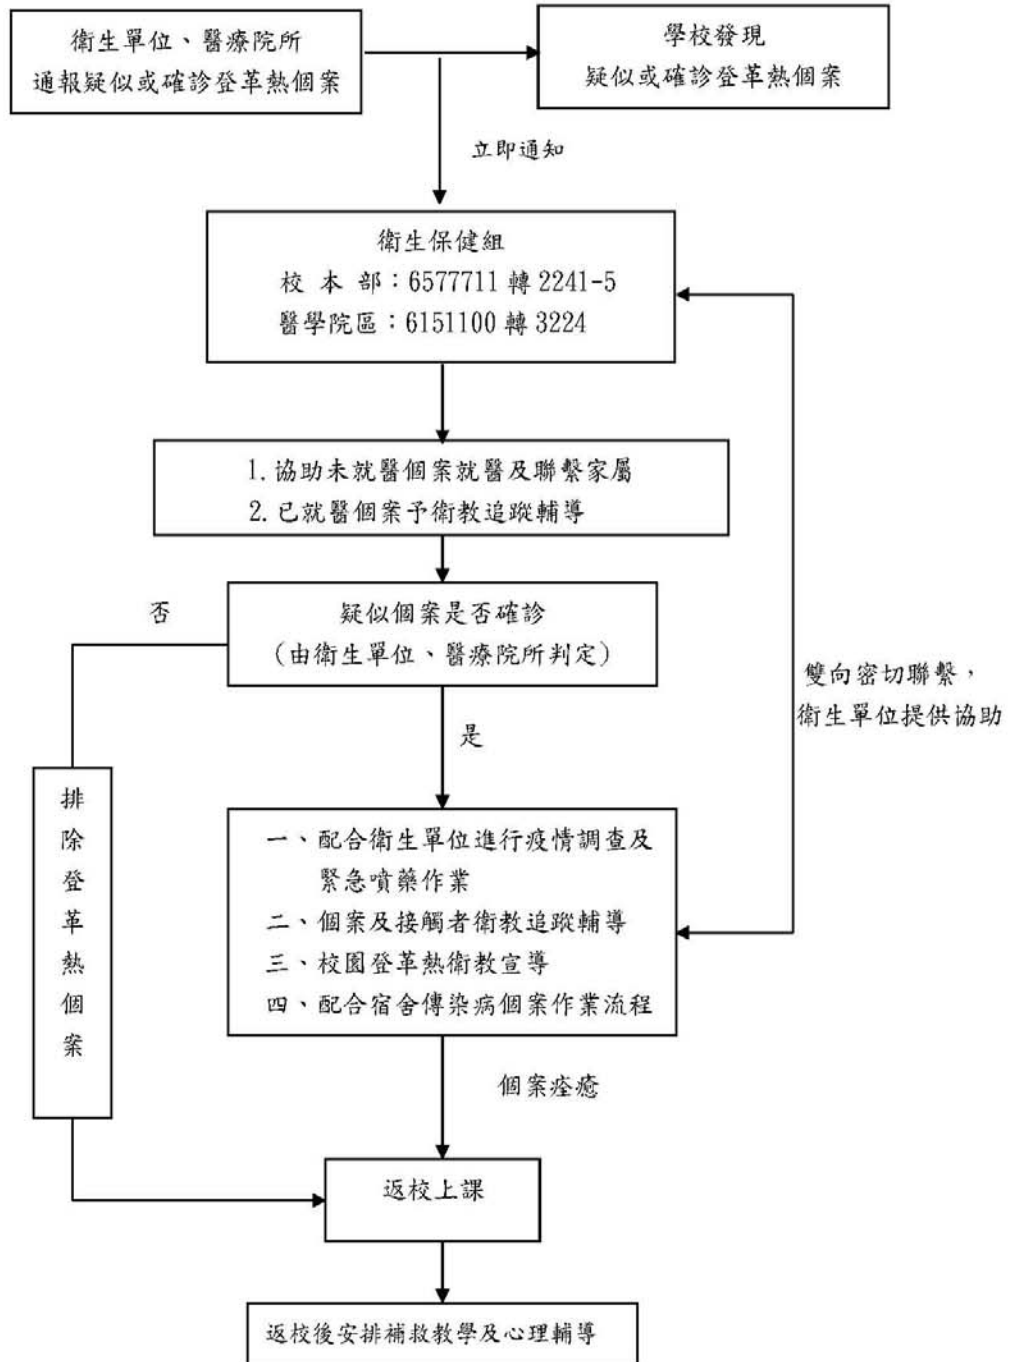 衛生單位、醫療院所
通報疑似或確診登革熱個案
學校發現
疑似或確診登革熱個案
立即通知
衛生保健組
校 本 部：6577711 轉 2241-5
醫學院區：6151100 轉 3224
1. 協助未就醫個案就醫及聯繫家屬
2. 已就醫個案予衛教追蹤輔導
否
疑似個案是否確診
（由衛生單位、醫療院所判定）
雙向密切聯繫，
衛生單位提供協助
是
排除登革熱個案
一、配合衛生單位進行疫情調查及
緊急噴藥作業
二、個案及接觸者衛教追蹤輔導
三、校園登革熱衛教宣導
四、配合宿舍傳染病個案作業流程
個案痊癒
返校上課
返校後安排補救教學及心理輔導